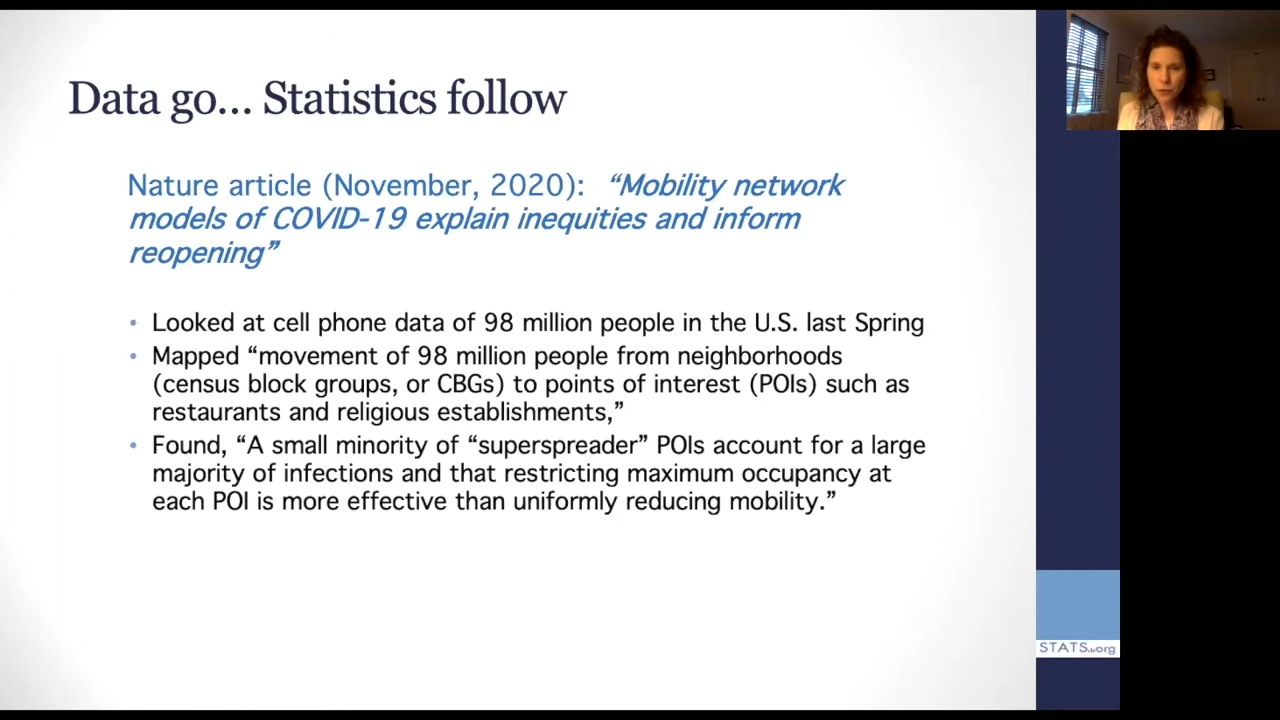 Data go... Statistics follow
Nature article (November, 2020): “Mobility network
models of COVID-19 explain inequities and inform
reopening”
• Looked at cell phone data of 98 million people in the U.S. last Spring
• Mapped “movement of 98 million people from neighborhoods
(census block groups, or CBGs) to points of interest (POIs) such as
restaurants and religious establishments,”
• Found, “A small minority of “superspreader” POIs account for a large
majority of infections and that restricting maximum occupancy at
each POI is more effective than uniformly reducing mobility.”
STATS.org